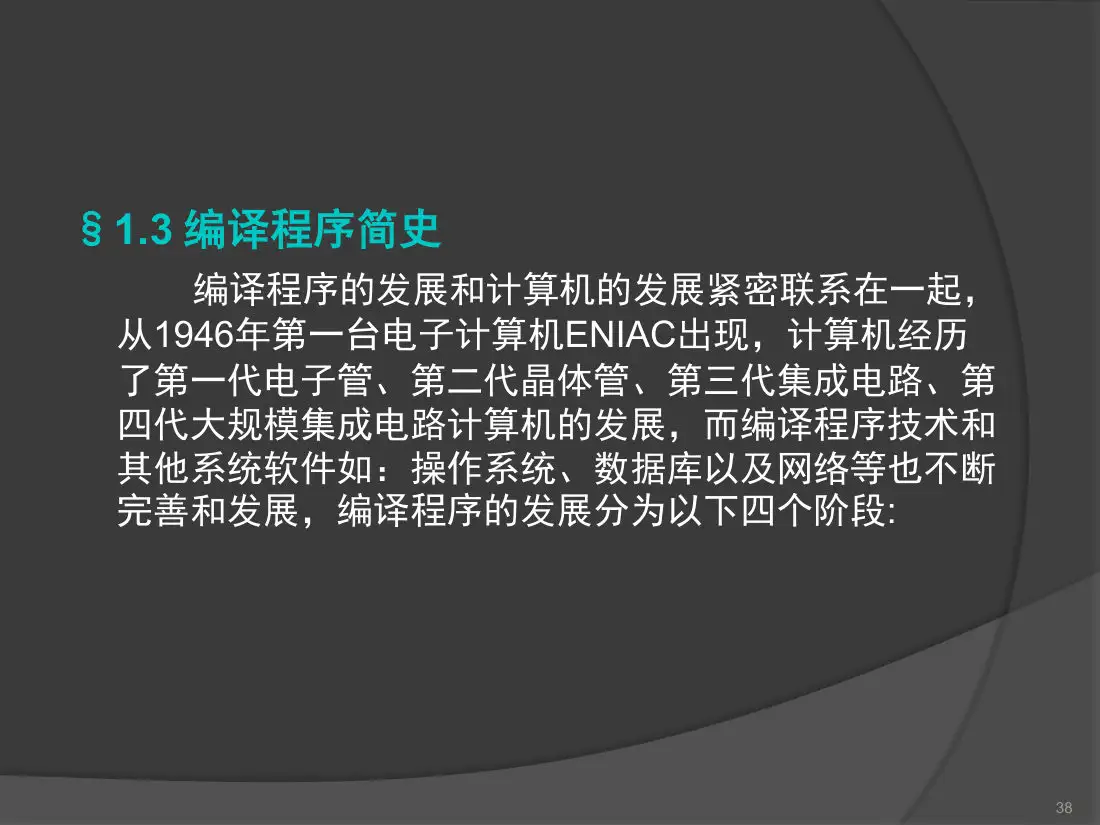 §1.3 编译程序简史
编译程序的发展和计算机的发展紧密联系在一起，
从1946年第一台电子计算机ENIAC出现，计算机经历
了第一代电子管、第二代晶体管、第三代集成电路、第
四代大规模集成电路计算机的发展，而编译程序技术和
其他系统软件如：操作系统、数据库以及网络等也不断
完善和发展，编译程序的发展分为以下四个阶段:
38